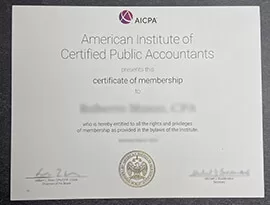 AICPA
American Institute of
Certified Public Accountants
presents this
certificate of membership
to
CPA
who is hereby entitled to all the rights and privileges
of membership as provided in the bylaws of the Institute.